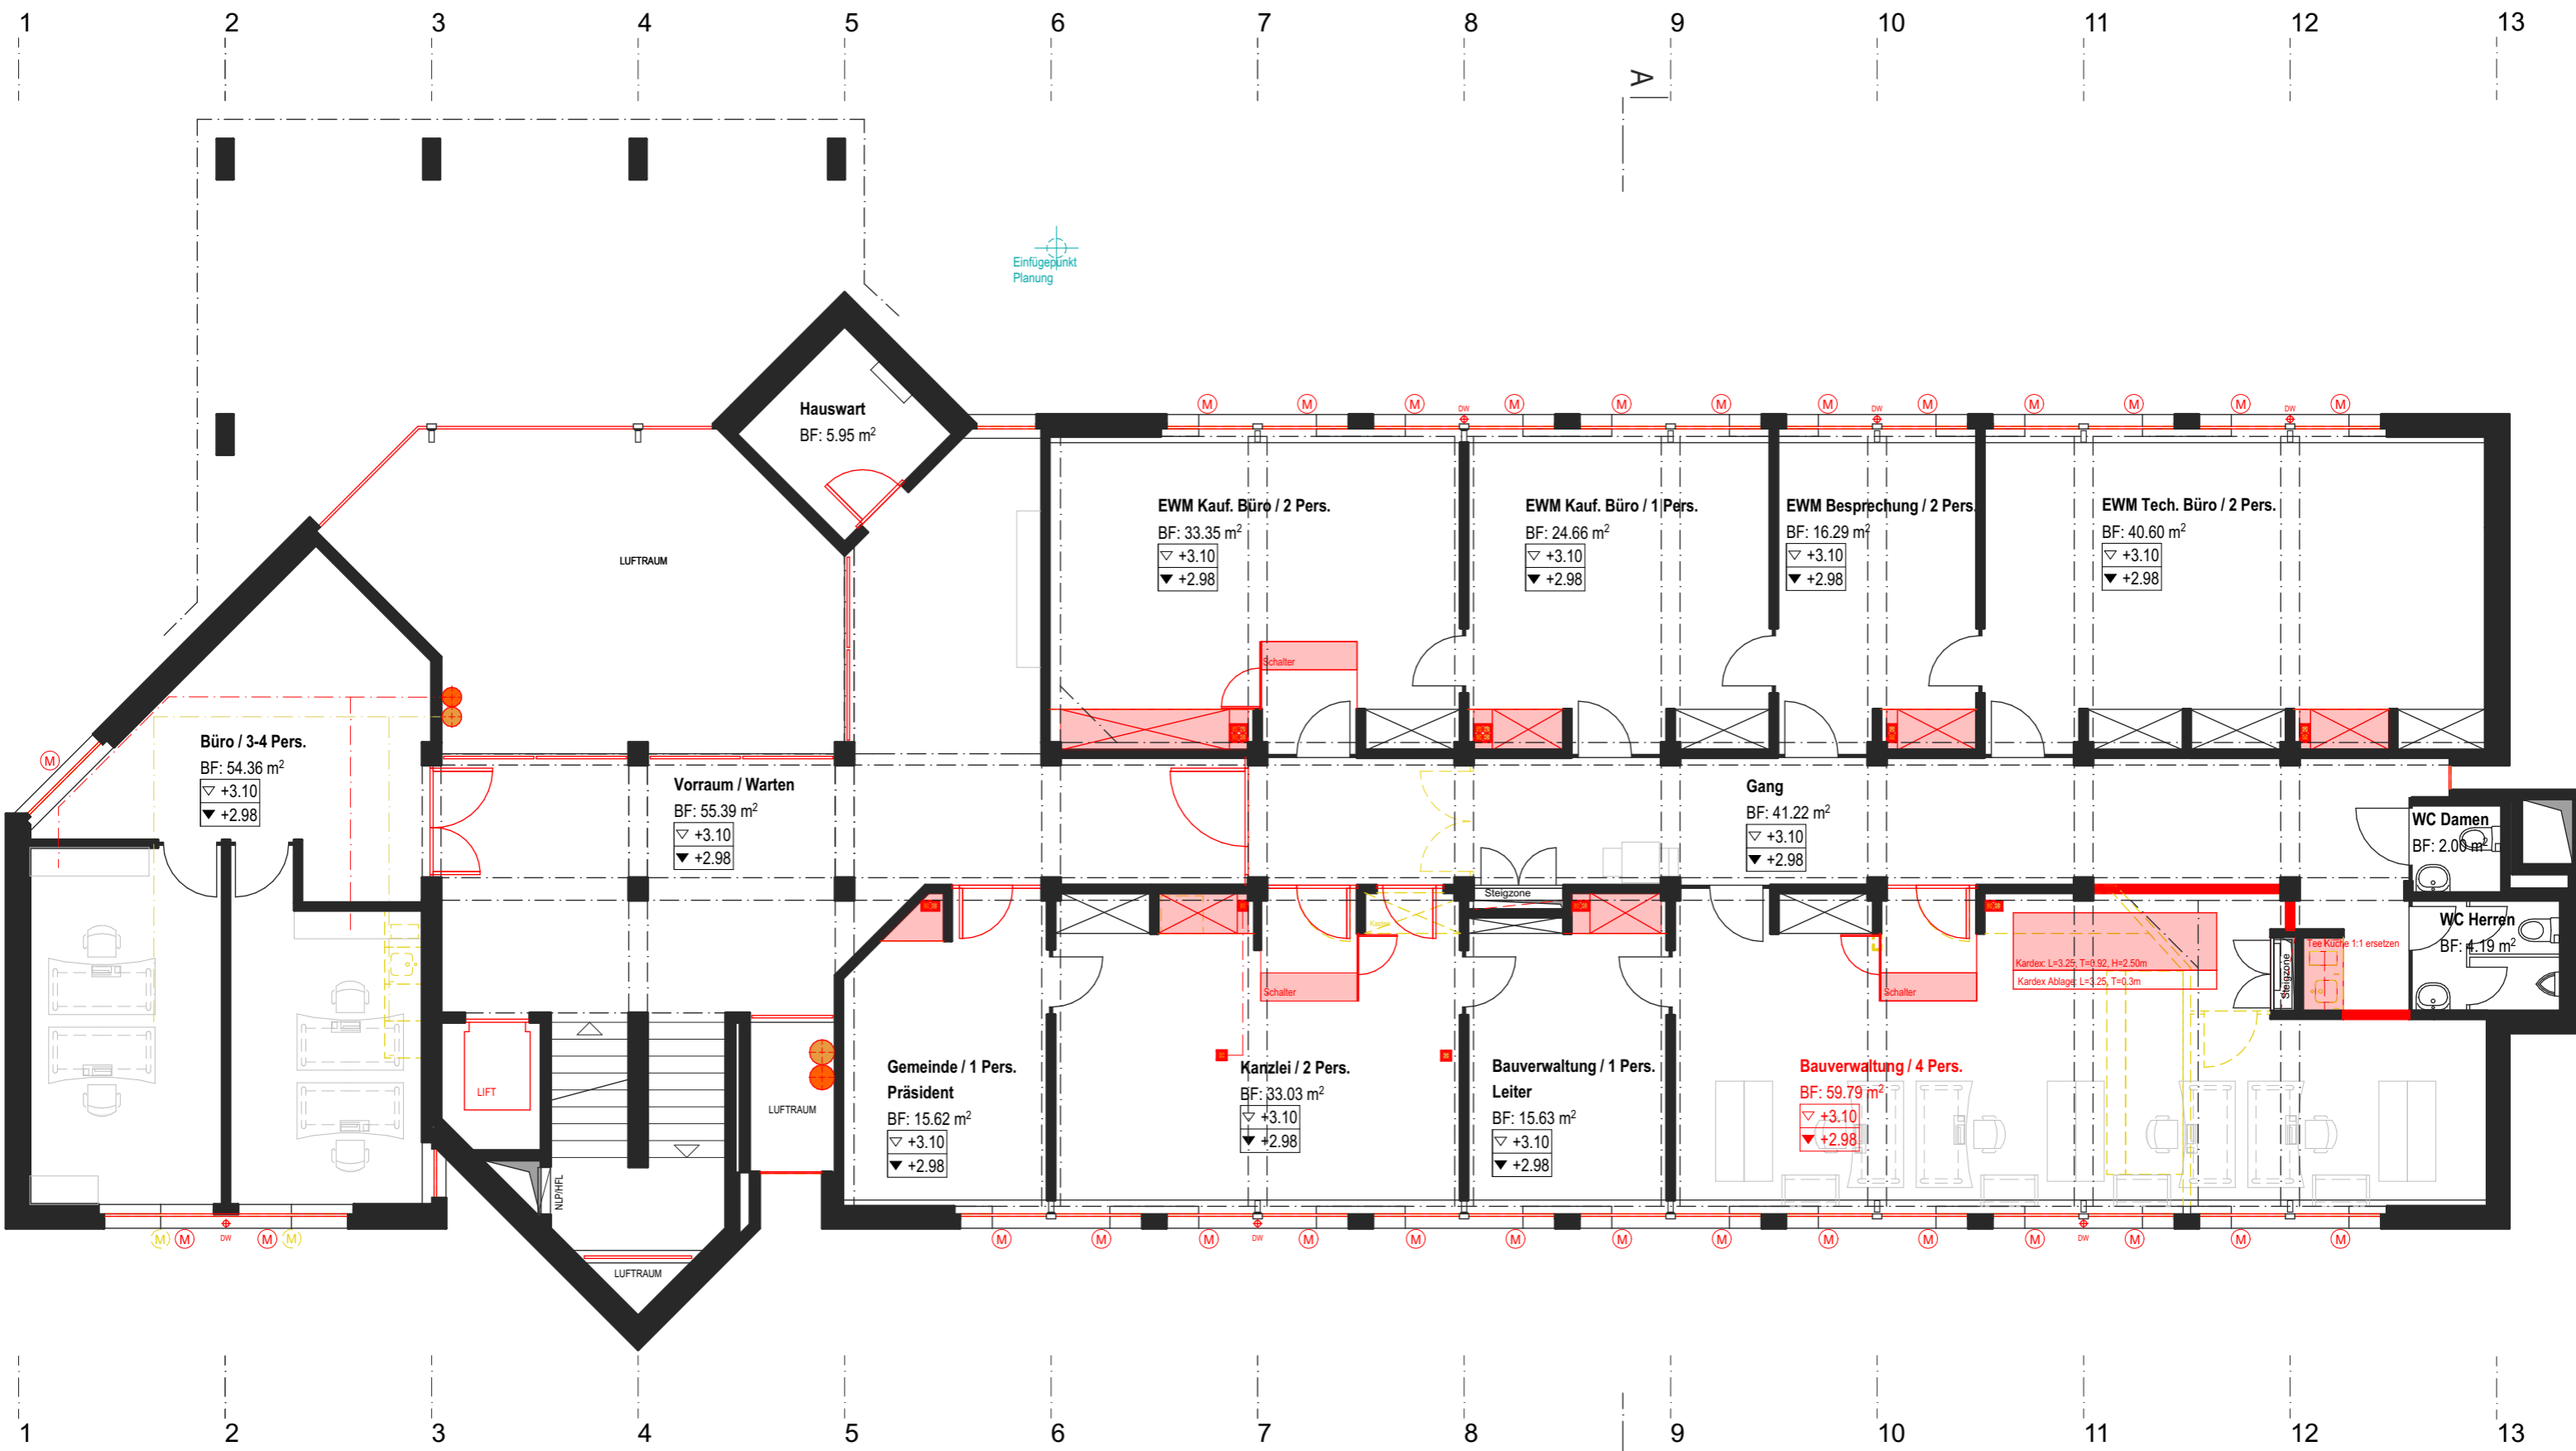 1 2 3 4 5 6 7 8 9 10 11 12 13
A
Einfügepunkt
Planung
Hauswart
BF: 5.95 m²
M M M M M M M M M M M M
DW DW DW
EWM Kauf. Büro / 2 Pers.
BF: 33.35 m²
▽ +3.10
▼ +2.98
EWM Kauf. Büro / 1 Pers.
BF: 24.66 m²
▽ +3.10
▼ +2.98
EWM Besprechung / 2 Pers.
BF: 16.29 m²
▽ +3.10
▼ +2.98
EWM Tech. Büro / 2 Pers.
BF: 40.60 m²
▽ +3.10
▼ +2.98
LUFTRAUM
Schalter
M
Büro / 3-4 Pers.
BF: 54.36 m²
▽ +3.10
▼ +2.98
Vorraum / Warten
BF: 55.39 m²
▽ +3.10
▼ +2.98
Gang
BF: 41.22 m²
▽ +3.10
▼ +2.98
WC Damen
BF: 2.00 m²
Steigzone
WC Herren
BF: 4.19 m²
Tee Küche 1:1 ersetzen
Steigzone
Kardex: L=3.25, T=0.92, H=2.50m
Kardex Ablage: L=3.25, T=0.3m
Schalter
Schalter
LIFT
LUFTRAUM
NLP/HFL
LUFTRAUM
Gemeinde / 1 Pers.
Präsident
BF: 15.62 m²
▽ +3.10
▼ +2.98
Kanzlei / 2 Pers.
BF: 33.03 m²
▽ +3.10
▼ +2.98
Bauverwaltung / 1 Pers.
Leiter
BF: 15.63 m²
▽ +3.10
▼ +2.98
Bauverwaltung / 4 Pers.
BF: 59.79 m²
▽ +3.10
▼ +2.98
M M DW M M
M M M M M M M M M M M M M M
DW DW
1 2 3 4 5 6 7 8 9 10 11 12 13